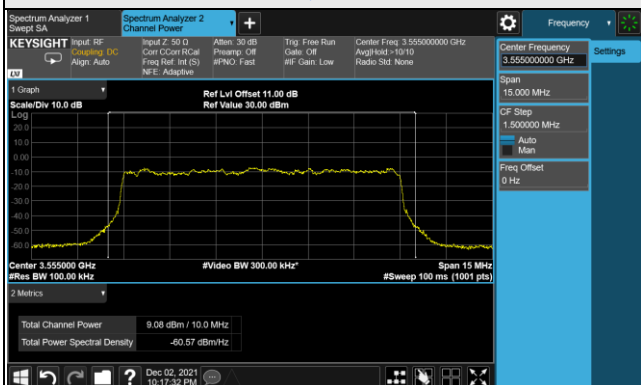 Spectrum Analyzer 1
Swept SA
Spectrum Analyzer 2
Channel Power
Frequency
KEYSIGHT
Input: RF
Coupling: DC
Align: Auto
Input Z: 50 Ω
Corr CCorr RCal
Freq Ref: Int (S)
NFE: Adaptive
Atten: 30 dB
Preamp: Off
#PNO: Fast
Trig: Free Run
Gate: Off
#IF Gain: Low
Center Freq: 3.555000000 GHz
Avg|Hold:>10/10
Radio Std: None
LXI
Center Frequency
3.555000000 GHz
Settings
Span
15.000 MHz
CF Step
1.500000 MHz
Auto
Man
Freq Offset
0 Hz
1 Graph
Scale/Div 10.0 dB
Ref Lvl Offset 11.00 dB
Ref Value 30.00 dBm
Log
20.0
10.0
0.00
-10.0
-20.0
-30.0
-40.0
-50.0
-60.0
Center 3.555000 GHz
#Res BW 100.00 kHz
#Video BW 300.00 kHz*
Span 15 MHz
#Sweep 100 ms (1001 pts)
2 Metrics
Total Channel Power 9.08 dBm / 10.0 MHz
Total Power Spectral Density -60.57 dBm/Hz
Dec 02, 2021
10:17:32 PM